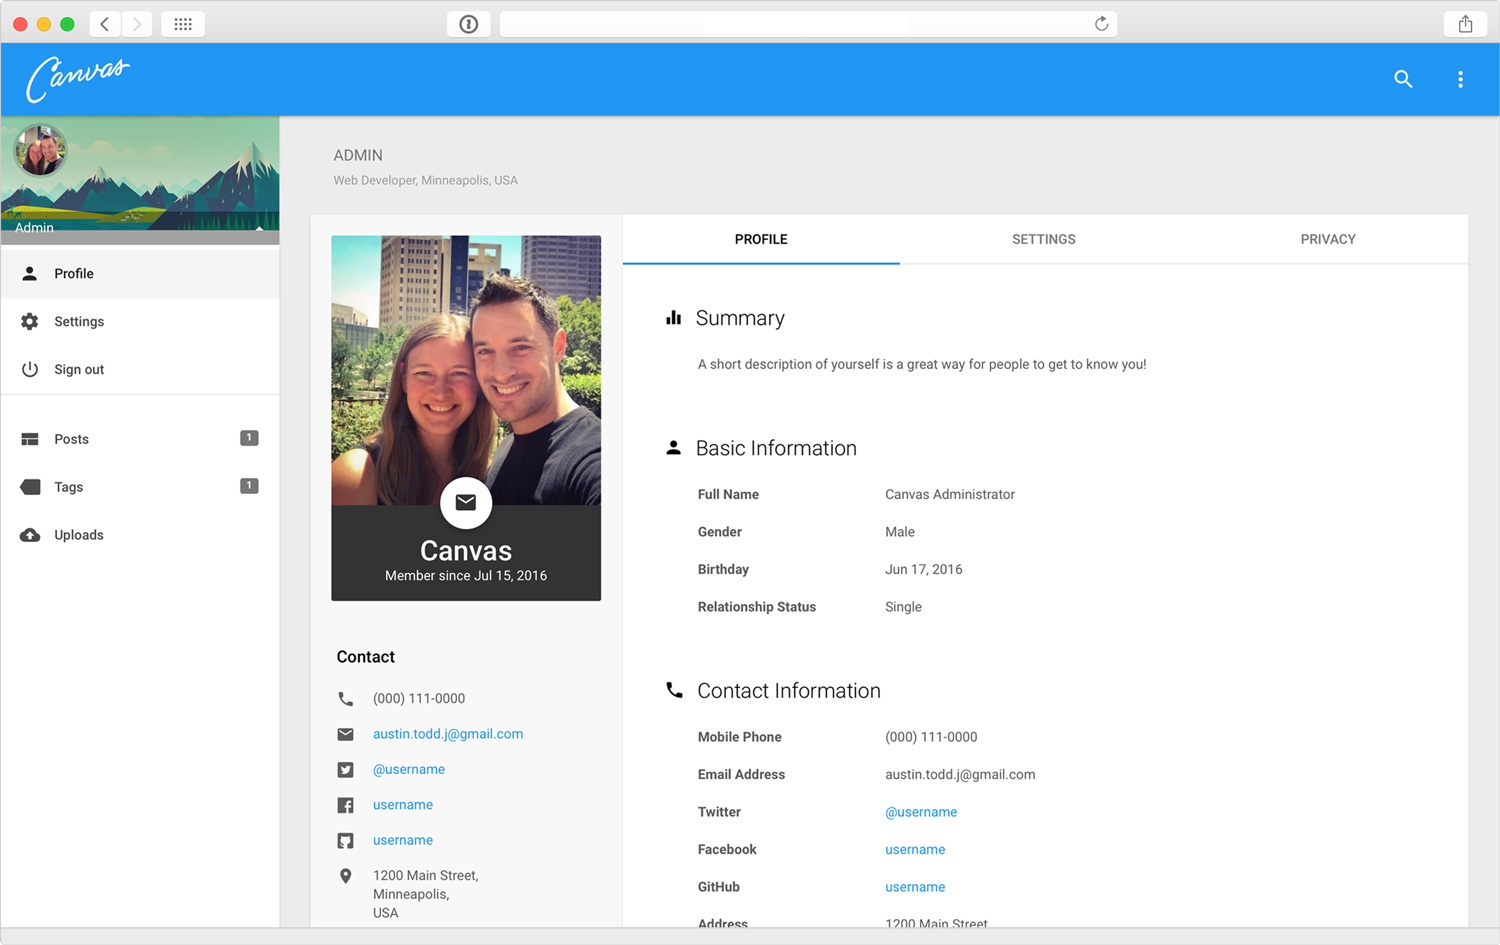 Canvas
Admin
Profile
Settings
Sign out
Posts 1
Tags 1
Uploads
ADMIN
Web Developer, Minneapolis, USA
Canvas
Member since Jul 15, 2016
Contact
(000) 111-0000
austin.todd.j@gmail.com
@username
username
username
1200 Main Street,
Minneapolis,
USA
PROFILE SETTINGS PRIVACY
Summary
A short description of yourself is a great way for people to get to know you!
Basic Information
Full Name Canvas Administrator
Gender Male
Birthday Jun 17, 2016
Relationship Status Single
Contact Information
Mobile Phone (000) 111-0000
Email Address austin.todd.j@gmail.com
Twitter @username
Facebook username
GitHub username
Address 1200 Main Street